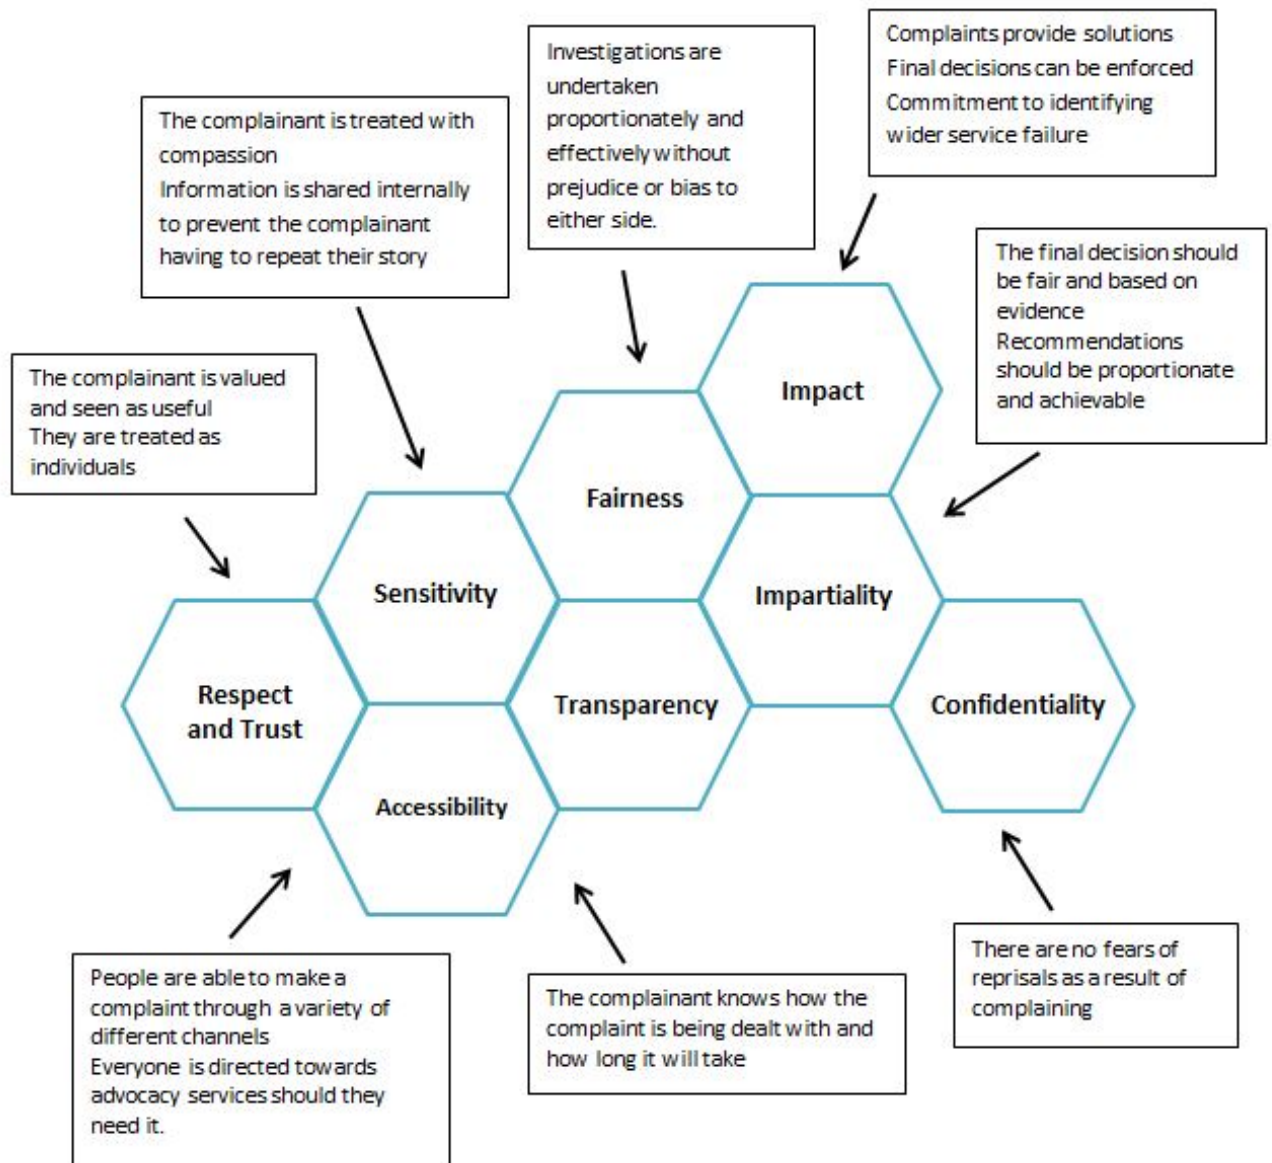 Complaints provide solutions
Final decisions can be enforced
Commitment to identifying
wider service failure
Investigations are
undertaken
proportionately and
effectively without
prejudice or bias to
either side.
The complainant is treated with
compassion
Information is shared internally
to prevent the complainant
having to repeat their story
The final decision should
be fair and based on
evidence
Recommendations
should be proportionate
and achievable
The complainant is valued
and seen as useful
They are treated as
individuals
Impact
Fairness
Sensitivity
Impartiality
Respect
and Trust
Transparency
Confidentiality
Accessibility
People are able to make a
complaint through a variety of
different channels
Everyone is directed towards
advocacy services should they
need it.
The complainant knows how the
complaint is being dealt with and
how long it will take
There are no fears of
reprisals as a result of
complaining